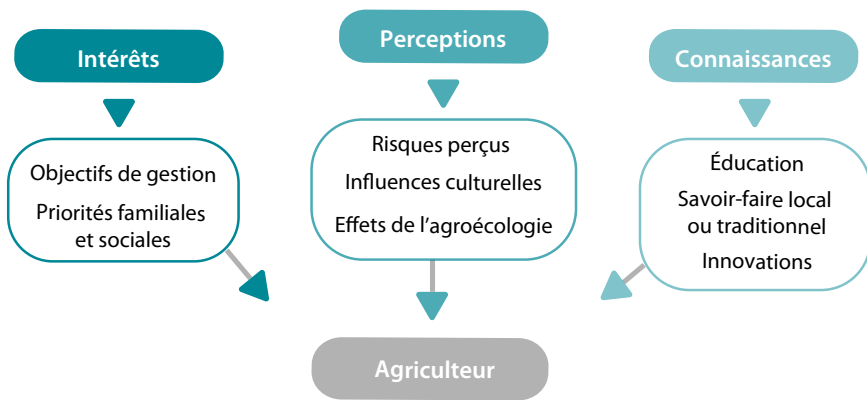 Intérêts
Objectifs de gestion
Priorités familiales
et sociales
Perceptions
Risques perçus
Influences culturelles
Effets de l’agroécologie
Connaissances
Éducation
Savoir-faire local
ou traditionnel
Innovations
Agriculteur